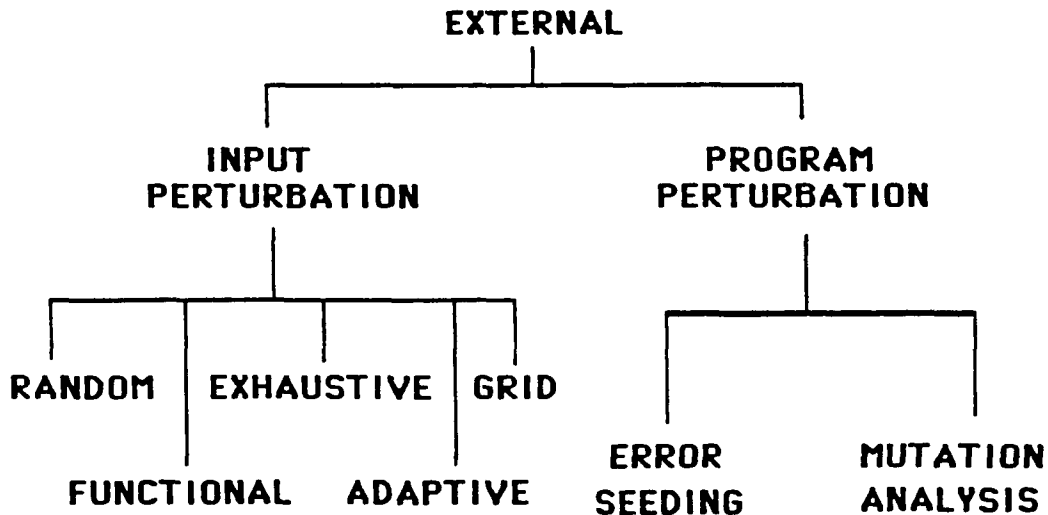 EXTERNAL
INPUT
PERTURBATION
PROGRAM
PERTURBATION
RANDOM
EXHAUSTIVE
GRID
FUNCTIONAL
ADAPTIVE
ERROR
SEEDING
MUTATION
ANALYSIS